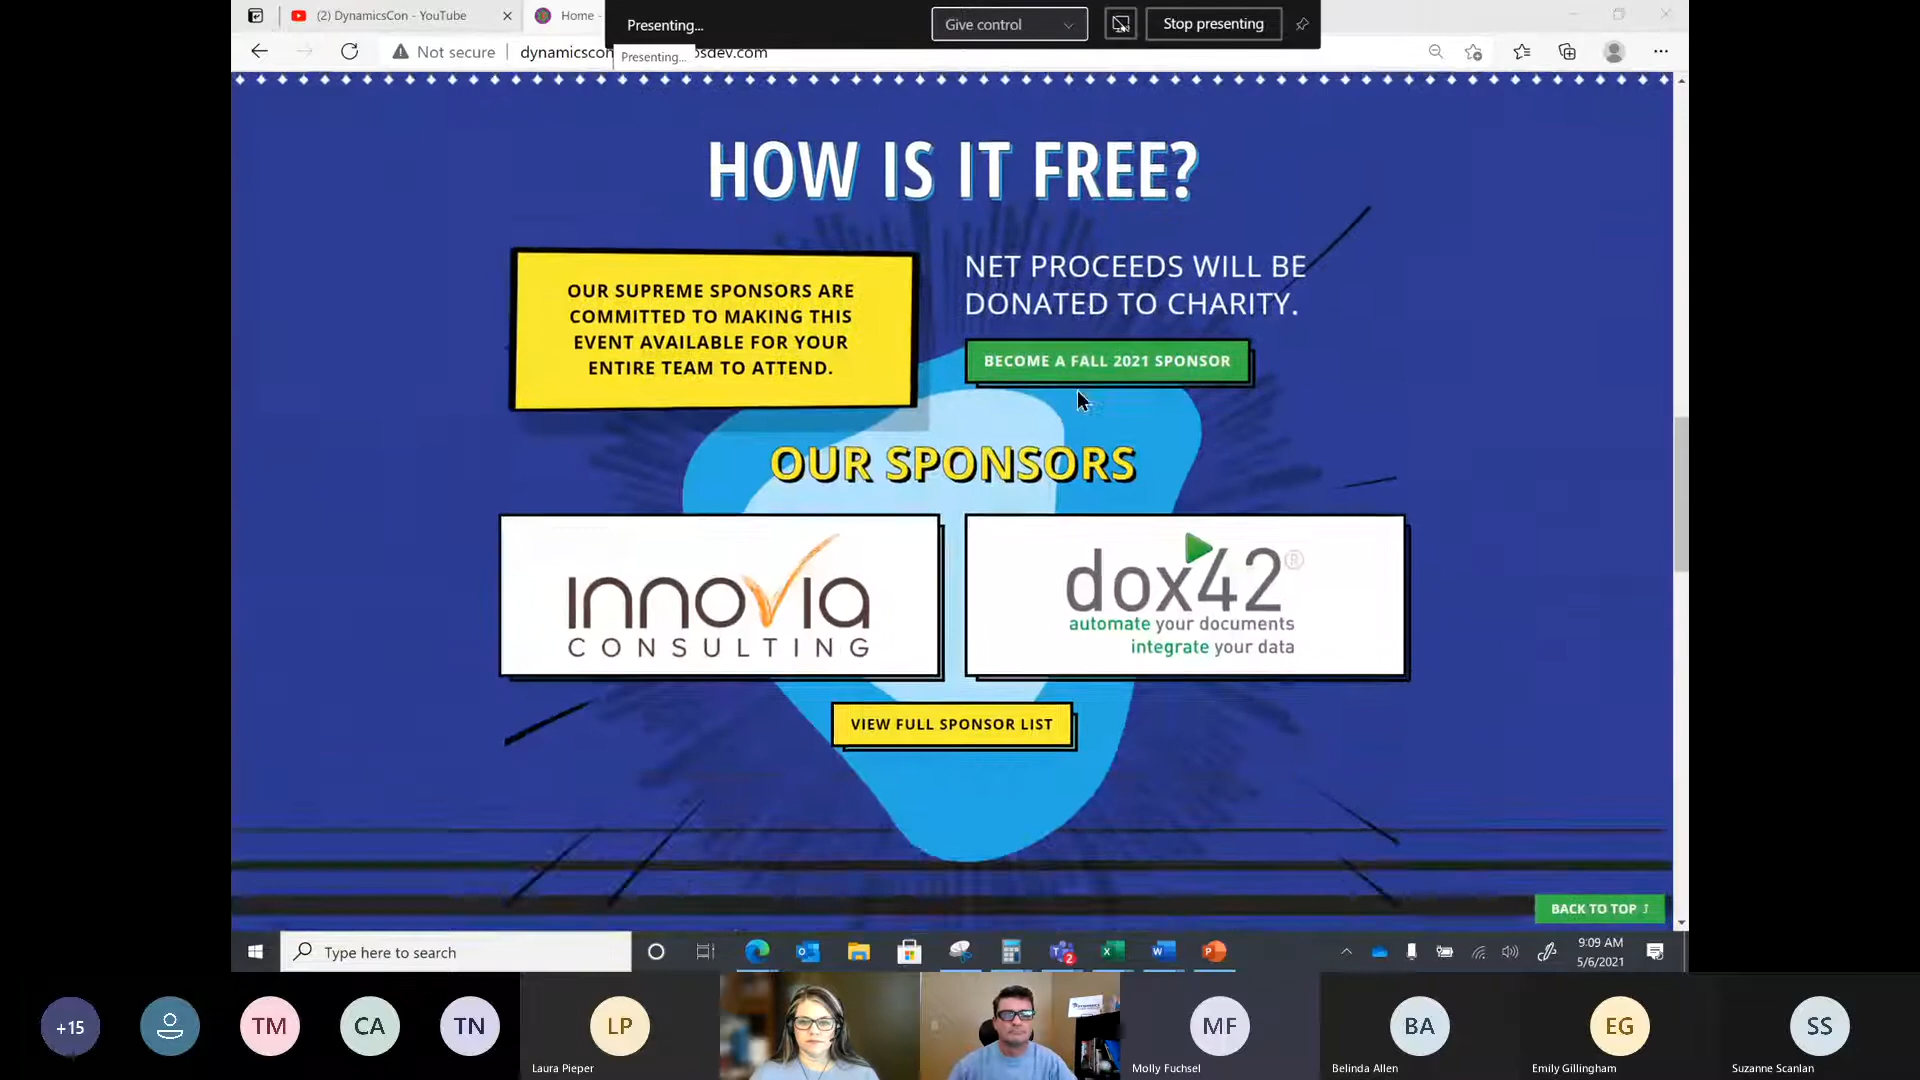 (2) DynamicsCon - YouTube
Home -
Presenting...
Give control
Stop presenting
Not secure
dynamicscon
Presenting...
osdev.com
HOW IS IT FREE?
OUR SUPREME SPONSORS ARE
COMMITTED TO MAKING THIS
EVENT AVAILABLE FOR YOUR
ENTIRE TEAM TO ATTEND.
NET PROCEEDS WILL BE
DONATED TO CHARITY.
BECOME A FALL 2021 SPONSOR
OUR SPONSORS
INNOVIA
CONSULTING
dox42®
automate your documents
integrate your data
VIEW FULL SPONSOR LIST
BACK TO TOP
Type here to search
2
9:09 AM
5/6/2021
+15
TM
CA
TN
LP
Laura Pieper
MF
Molly Fuchsel
BA
Belinda Allen
EG
Emily Gillingham
SS
Suzanne Scanlan